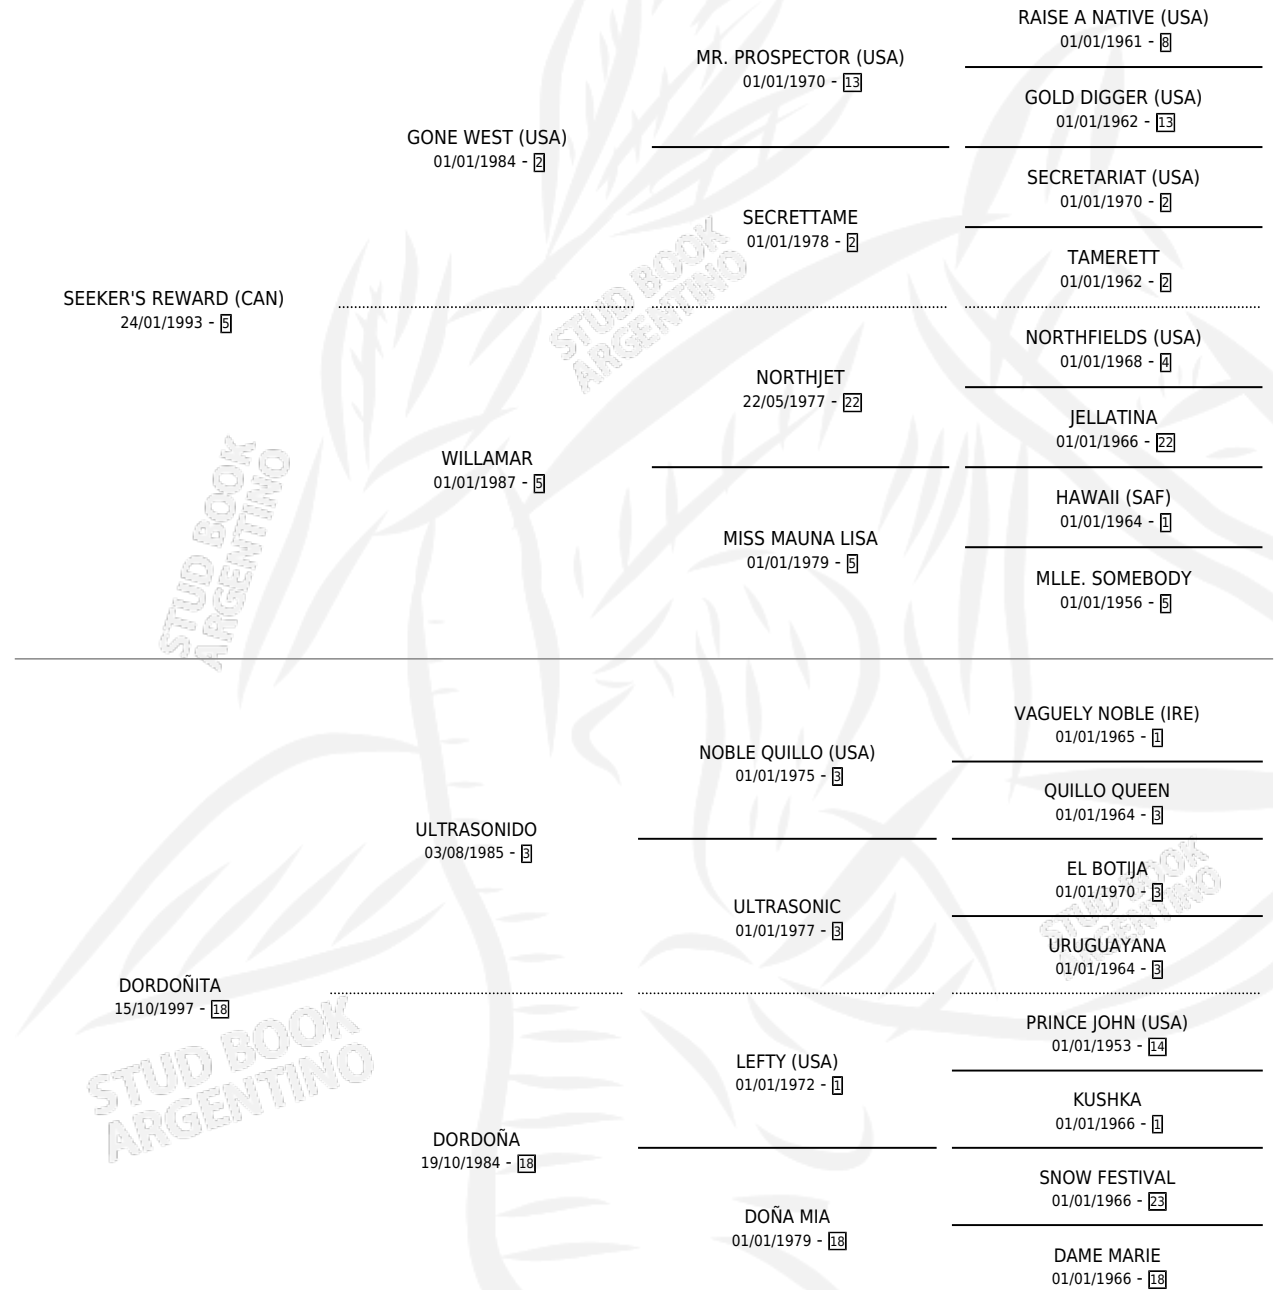 RAISE A NATIVE (USA)
01/01/1961 - 8
MR. PROSPECTOR (USA)
01/01/1970 - 13
GOLD DIGGER (USA)
01/01/1962 - 13
GONE WEST (USA)
01/01/1984 - 2
SECRETARIAT (USA)
01/01/1970 - 2
SECRETTAME
01/01/1978 - 2
TAMERETT
01/01/1962 - 2
SEEKER'S REWARD (CAN)
24/01/1993 - 5
NORTHFIELDS (USA)
01/01/1968 - 4
NORTHJET
22/05/1977 - 22
JELLATINA
01/01/1966 - 22
WILLAMAR
01/01/1987 - 5
HAWAII (SAF)
01/01/1964 - 1
MISS MAUNA LISA
01/01/1979 - 5
MLLE. SOMEBODY
01/01/1956 - 5
VAGUELY NOBLE (IRE)
01/01/1965 - 1
NOBLE QUILLO (USA)
01/01/1975 - 3
QUILLO QUEEN
01/01/1964 - 3
ULTRASONIDO
03/08/1985 - 3
EL BOTIJA
01/01/1970 - 3
ULTRASONIC
01/01/1977 - 3
URUGUAYANA
01/01/1964 - 3
DORDOÑITA
15/10/1997 - 18
PRINCE JOHN (USA)
01/01/1953 - 14
LEFTY (USA)
01/01/1972 - 1
KUSHKA
01/01/1966 - 1
DORDOÑA
19/10/1984 - 18
SNOW FESTIVAL
01/01/1966 - 23
DOÑA MIA
01/01/1979 - 18
DAME MARIE
01/01/1966 - 18
STUD BOOK
ARGENTINO
STUD BOOK
ARGENTINO
STUD BOOK
ARGENTINO
STUD BOOK
ARGENTINO